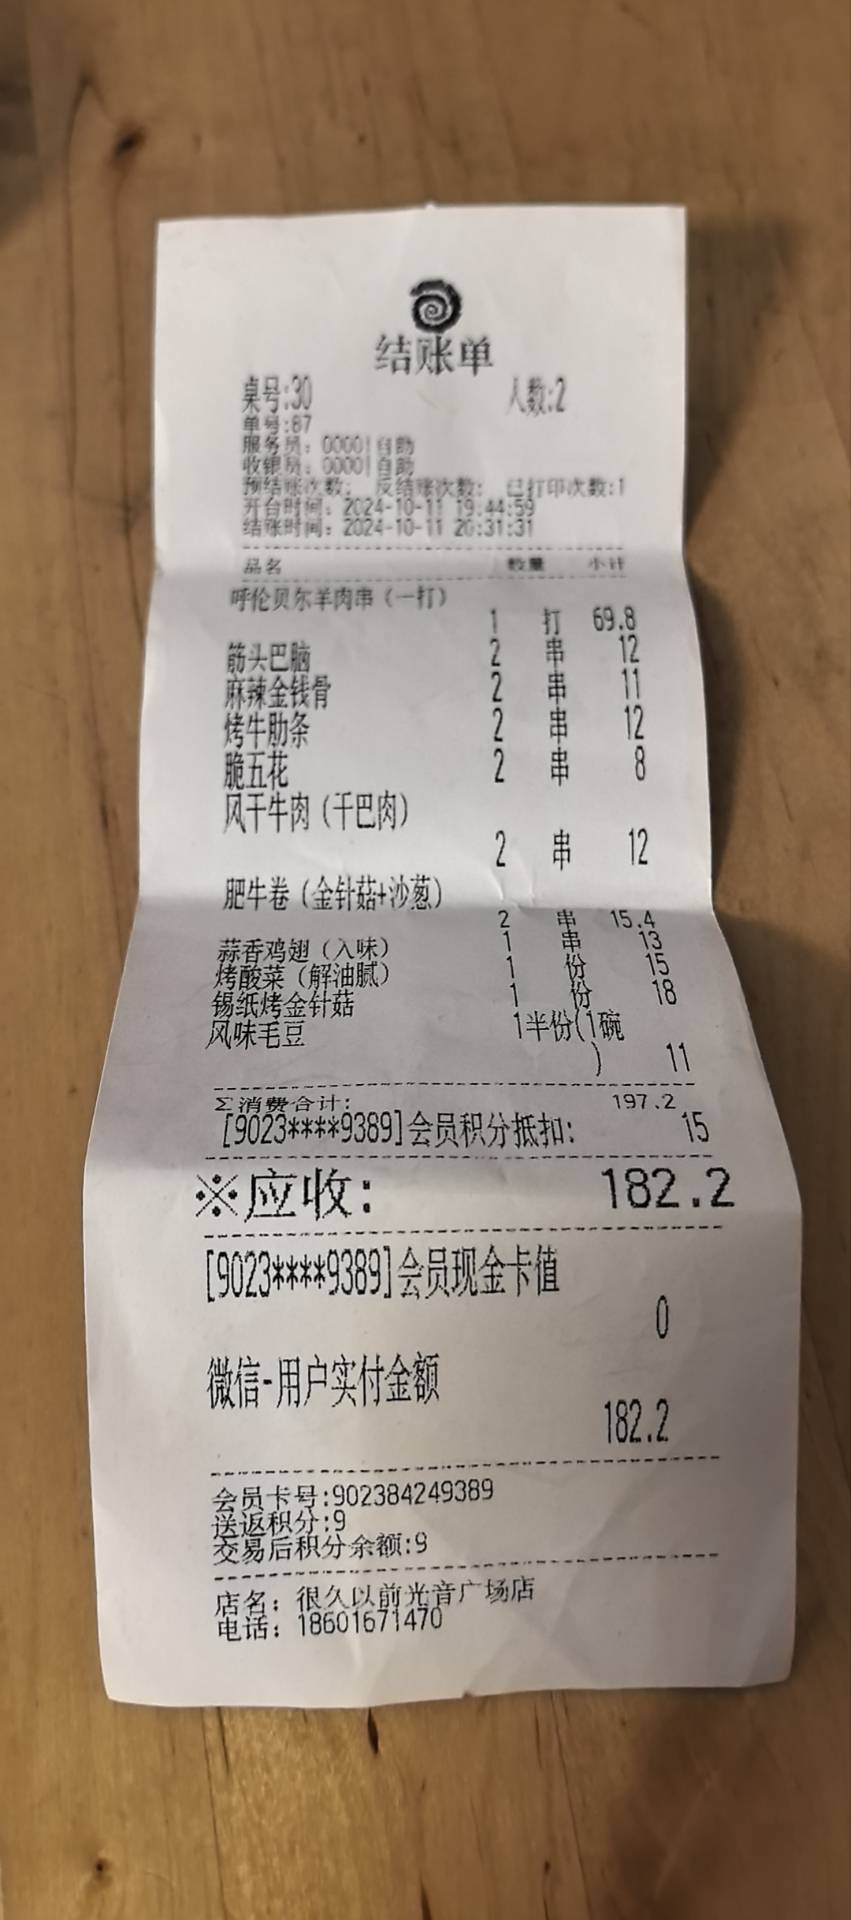 结账单
桌号:30 人数:2
单号:87
服务员: 00001自助
收银员: 00001自助
预结账次数: 反结账次数: 已打印次数:1
开台时间: 2024-10-11 19:44:59
结账时间: 2024-10-11 20:31:31
品名 数量 小计
呼伦贝尔羊肉串(一打)
1 打 69.8
筋头巴脑 2 串 12
麻辣金钱骨 2 串 11
烤牛肋条 2 串 12
脆五花 2 串 8
风干牛肉(干巴肉)
2 串 12
肥牛卷(金针菇+沙葱)
2 串 15.4
蒜香鸡翅(入味) 1 串 13
烤酸菜(解油腻) 1 份 15
锡纸烤金针菇 1 份 18
风味毛豆 1半份(1碗
) 11
Σ消费合计: 197.2
[9023****9389]会员积分抵扣: 15
※应收: 182.2
[9023****9389]会员现金卡值
0
微信-用户实付金额
182.2
会员卡号:902384249389
送返积分:9
交易后积分余额:9
店名: 很久以前光音广场店
电话: 18601671470